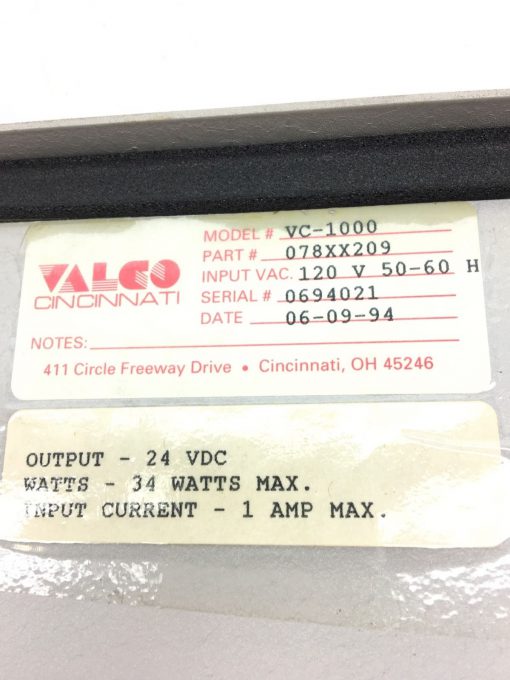 MODEL # VC-1000
PART # 078XX209
VALCO
CINCINNATI
INPUT VAC. 120 V 50-60 H
SERIAL # 0694021
DATE 06-09-94
NOTES:
411 Circle Freeway Drive • Cincinnati, OH 45246
OUTPUT - 24 VDC
WATTS - 34 WATTS MAX.
INPUT CURRENT - 1 AMP MAX.